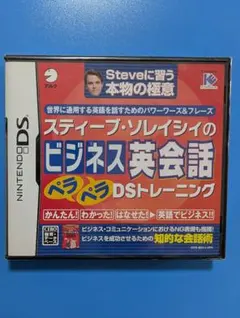 Steveに習う
本物の極意
アルク
世界に通用する英語を話すためのパワーワーズ&フレーズ
スティーブ・ソレイシィの
ビジネス英会話
ペラペラ
DSトレーニング
かんたん! わかった! はなせた! ▶ 英語でビジネス!!
ビジネス・コミュニケーションにおけるNG表現も指摘!
ビジネスを成功させるための知的な会話術
NINTENDO DS
CERO